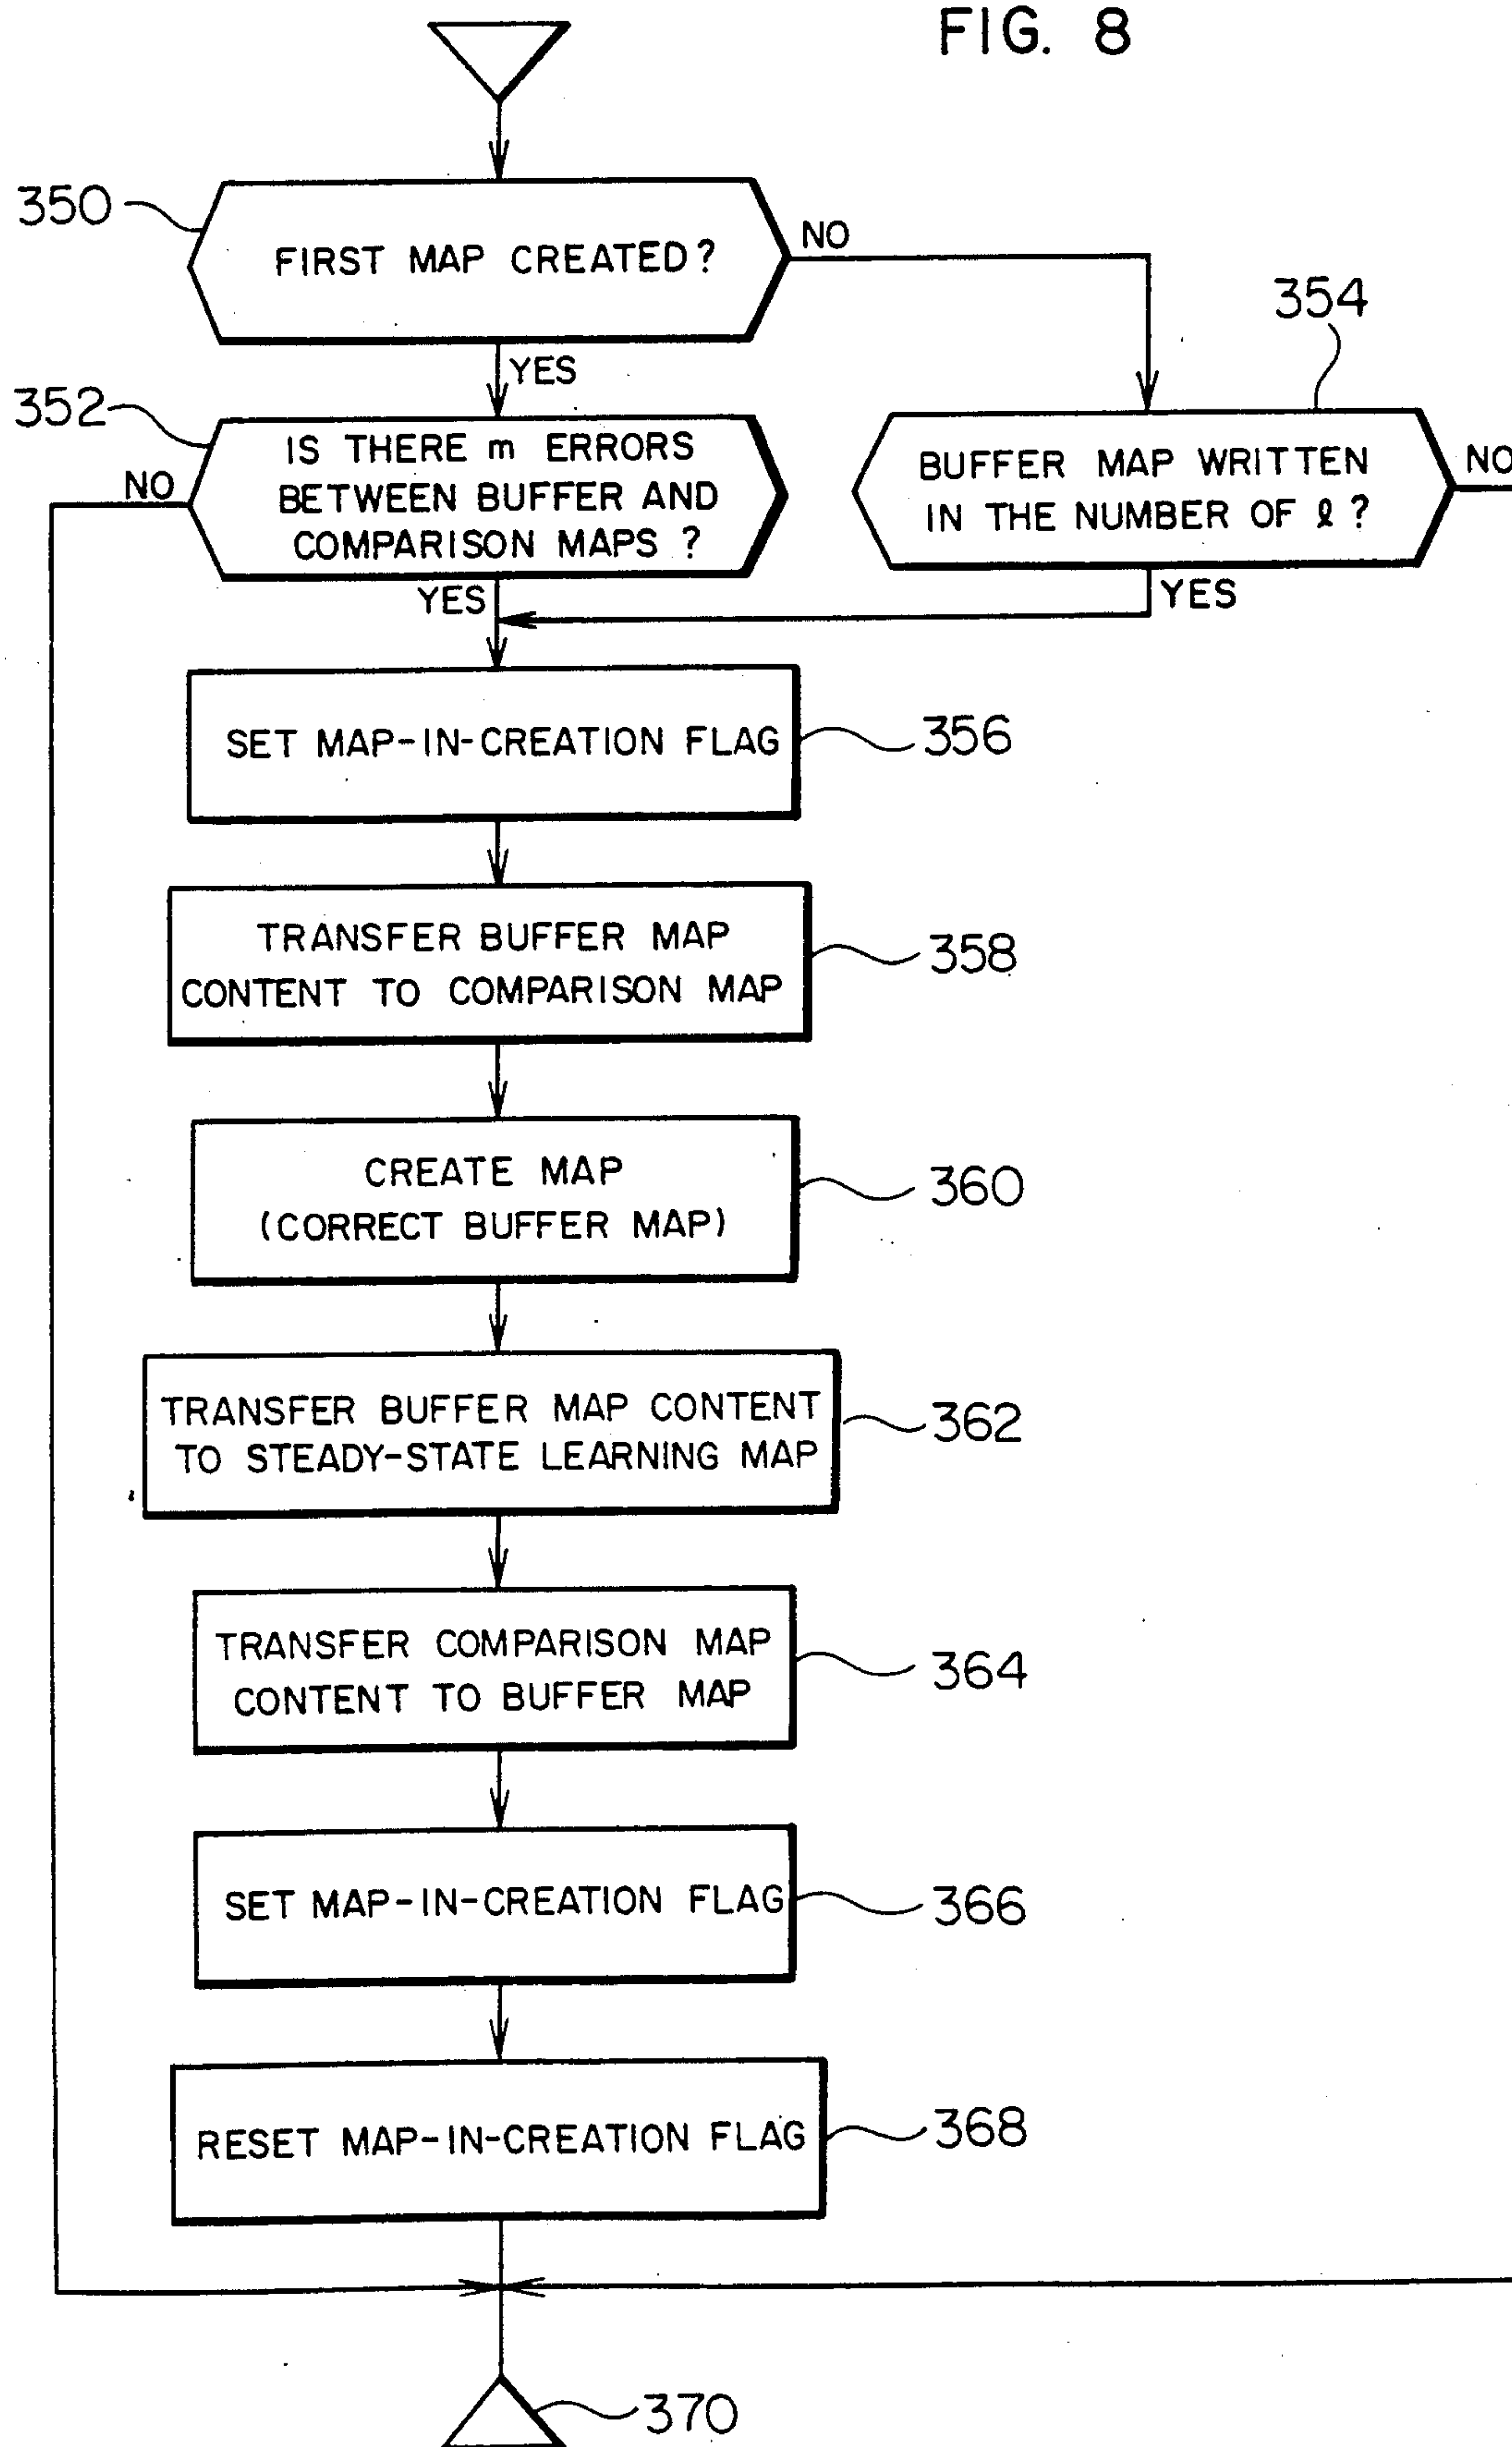 FIG. 8
350
FIRST MAP CREATED?
NO
YES
354
352
IS THERE m ERRORS
BETWEEN BUFFER AND
COMPARISON MAPS ?
NO
YES
BUFFER MAP WRITTEN
IN THE NUMBER OF ℓ ?
NO
YES
SET MAP-IN-CREATION FLAG
356
TRANSFER BUFFER MAP
CONTENT TO COMPARISON MAP
358
CREATE MAP
(CORRECT BUFFER MAP)
360
TRANSFER BUFFER MAP CONTENT
TO STEADY-STATE LEARNING MAP
362
TRANSFER COMPARISON MAP
CONTENT TO BUFFER MAP
364
SET MAP-IN-CREATION FLAG
366
RESET MAP-IN-CREATION FLAG
368
370